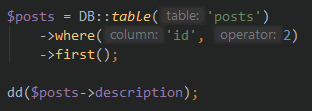 $posts = DB::table( table: 'posts')
->where( column: 'id', operator: 2)
->first();
dd($posts->description);